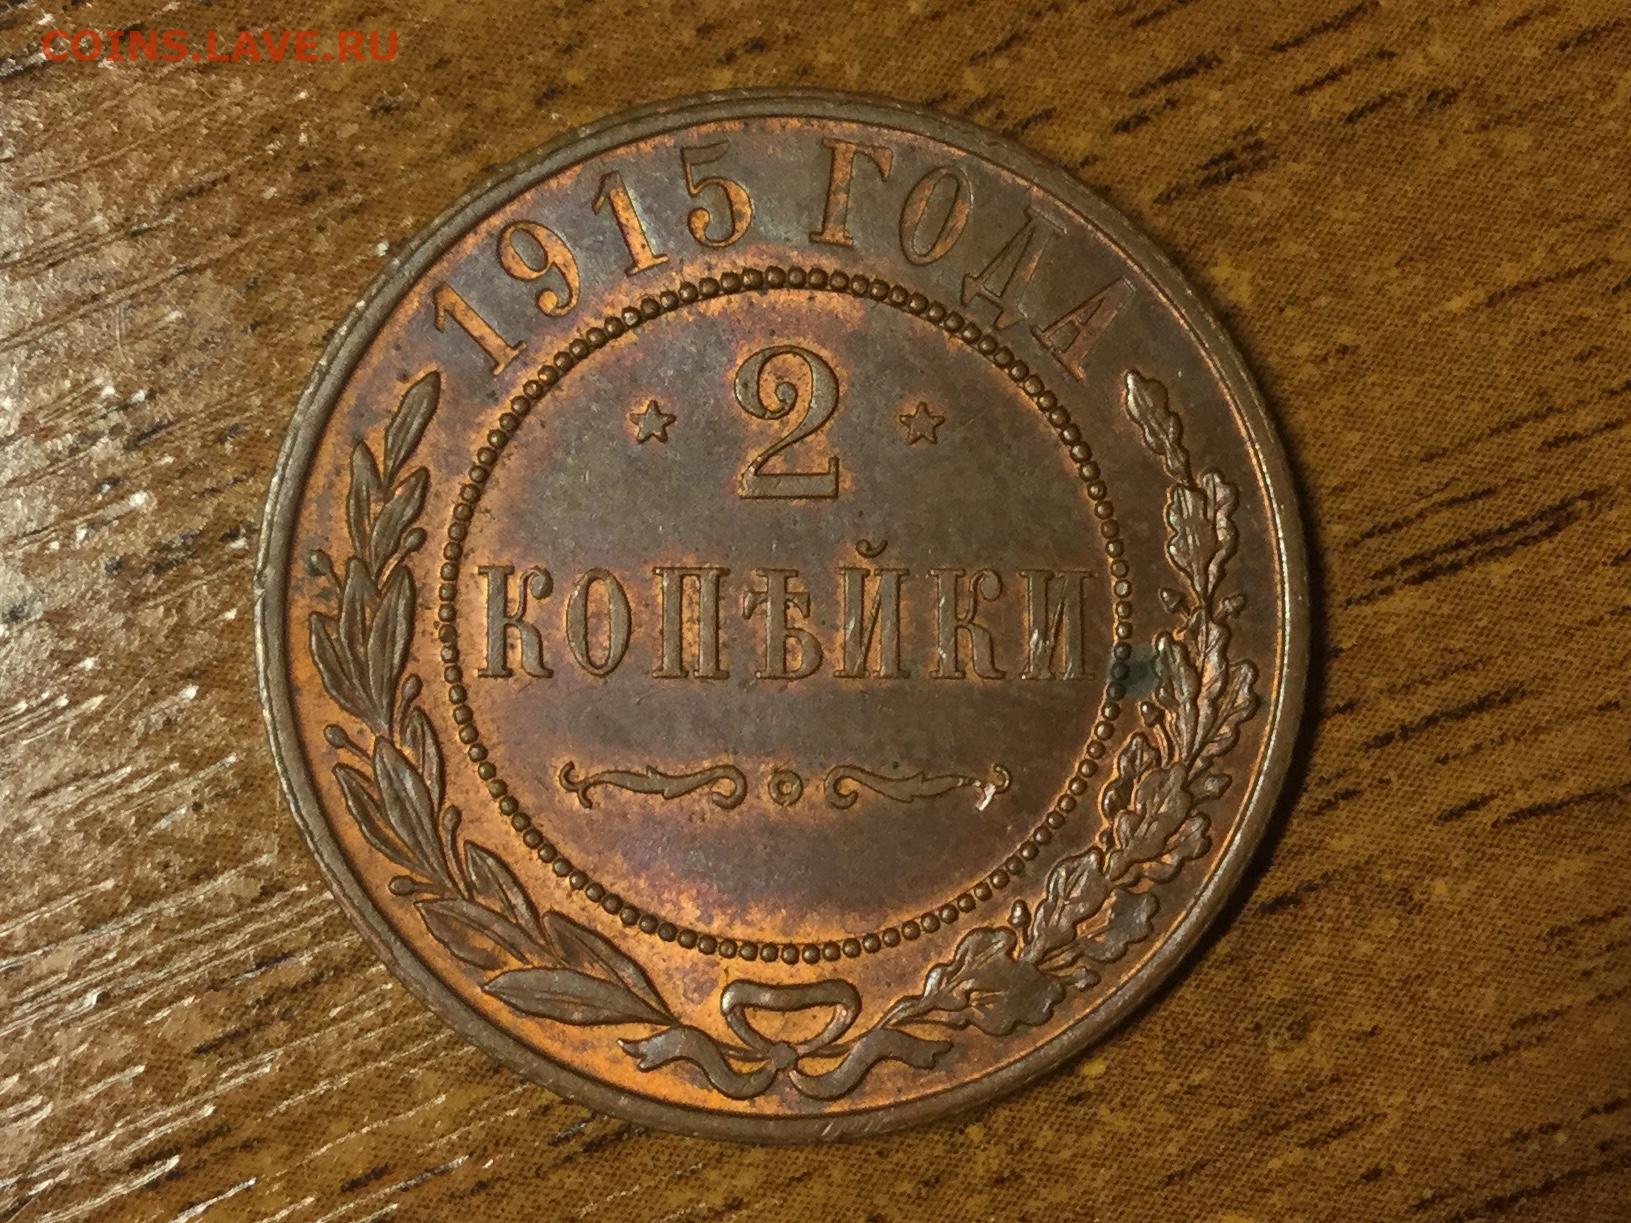 COINS.LAVE.RU
1915 ГОДА
2
КОПѢЙКИ